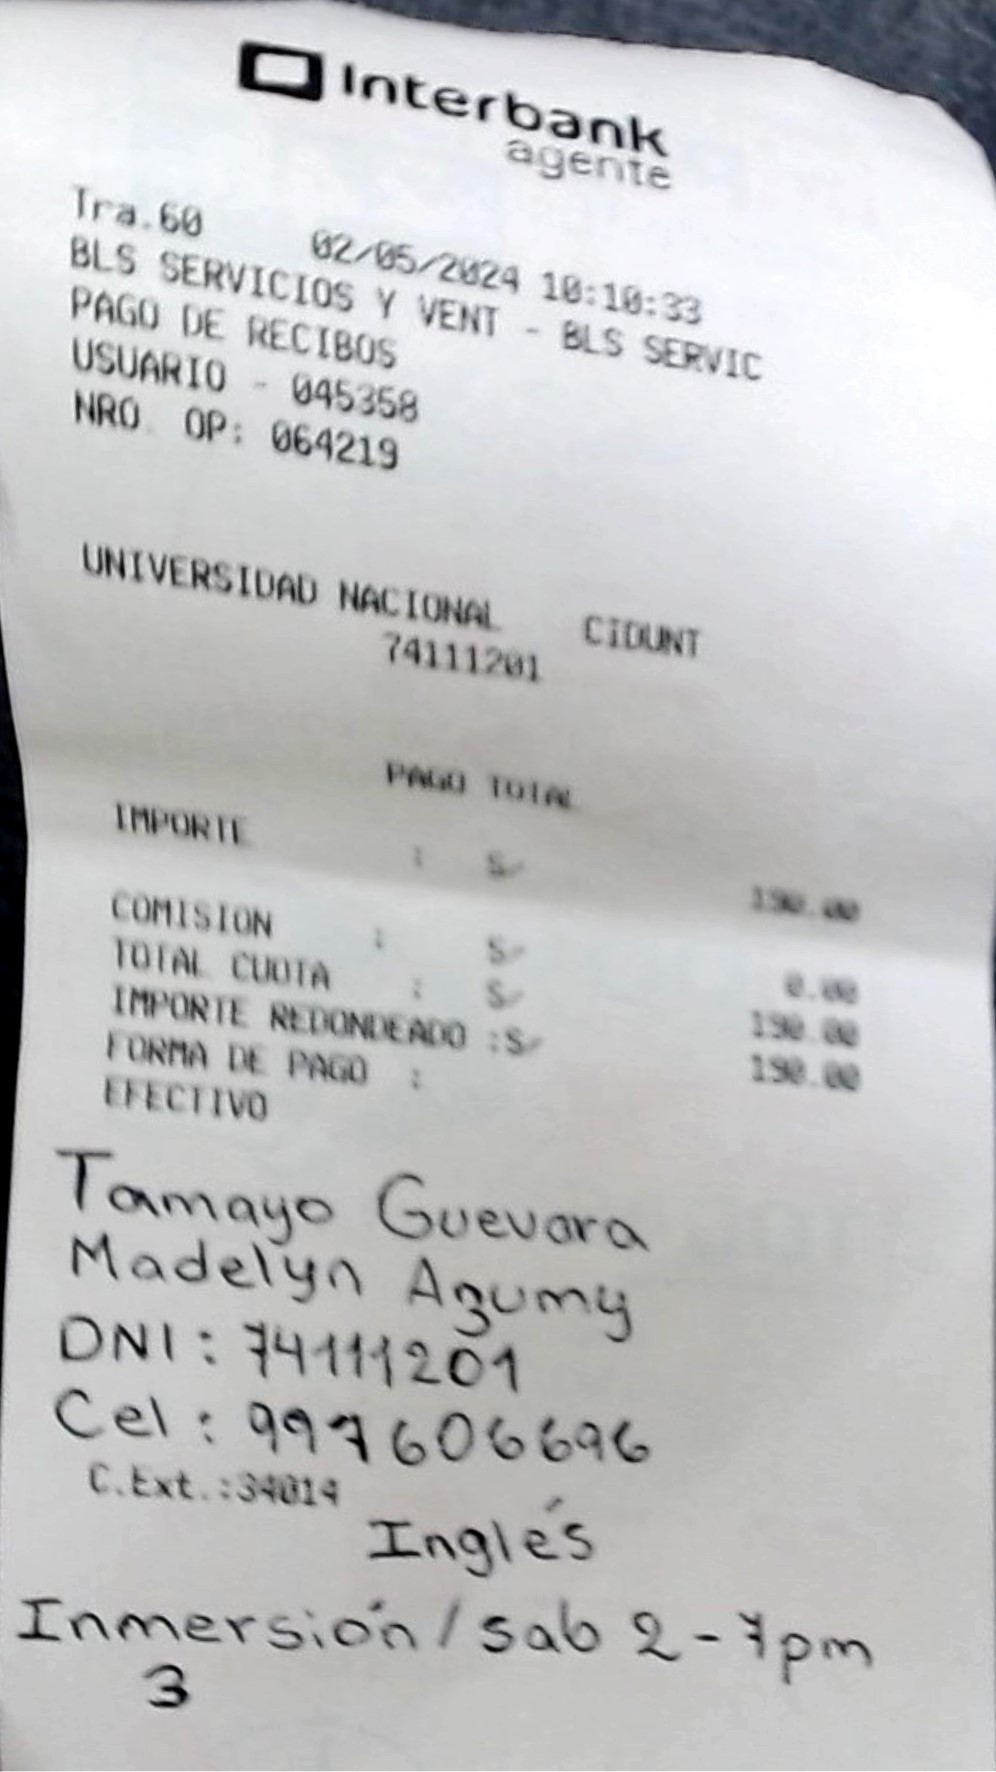 Interbank
agente
Tra.60 02/05/2024 10:10:33
BLS SERVICIOS Y VENT - BLS SERVIC
PAGO DE RECIBOS
USUARIO - 045358
NRO. OP: 064219
UNIVERSIDAD NACIONAL CIDUNT
74111201
PAGO TOTAL
IMPORTE : S/ 190.00
COMISION : S/ 0.00
TOTAL CUOTA : S/ 190.00
IMPORTE REDONDEADO :S/ 190.00
FORMA DE PAGO :
EFECTIVO
Tamayo Guevara
Madelyn Azumy
DNI: 74111201
Cel: 997606696
C.Ext.:34014
Inglés
Inmersión / sab 2-7pm
3